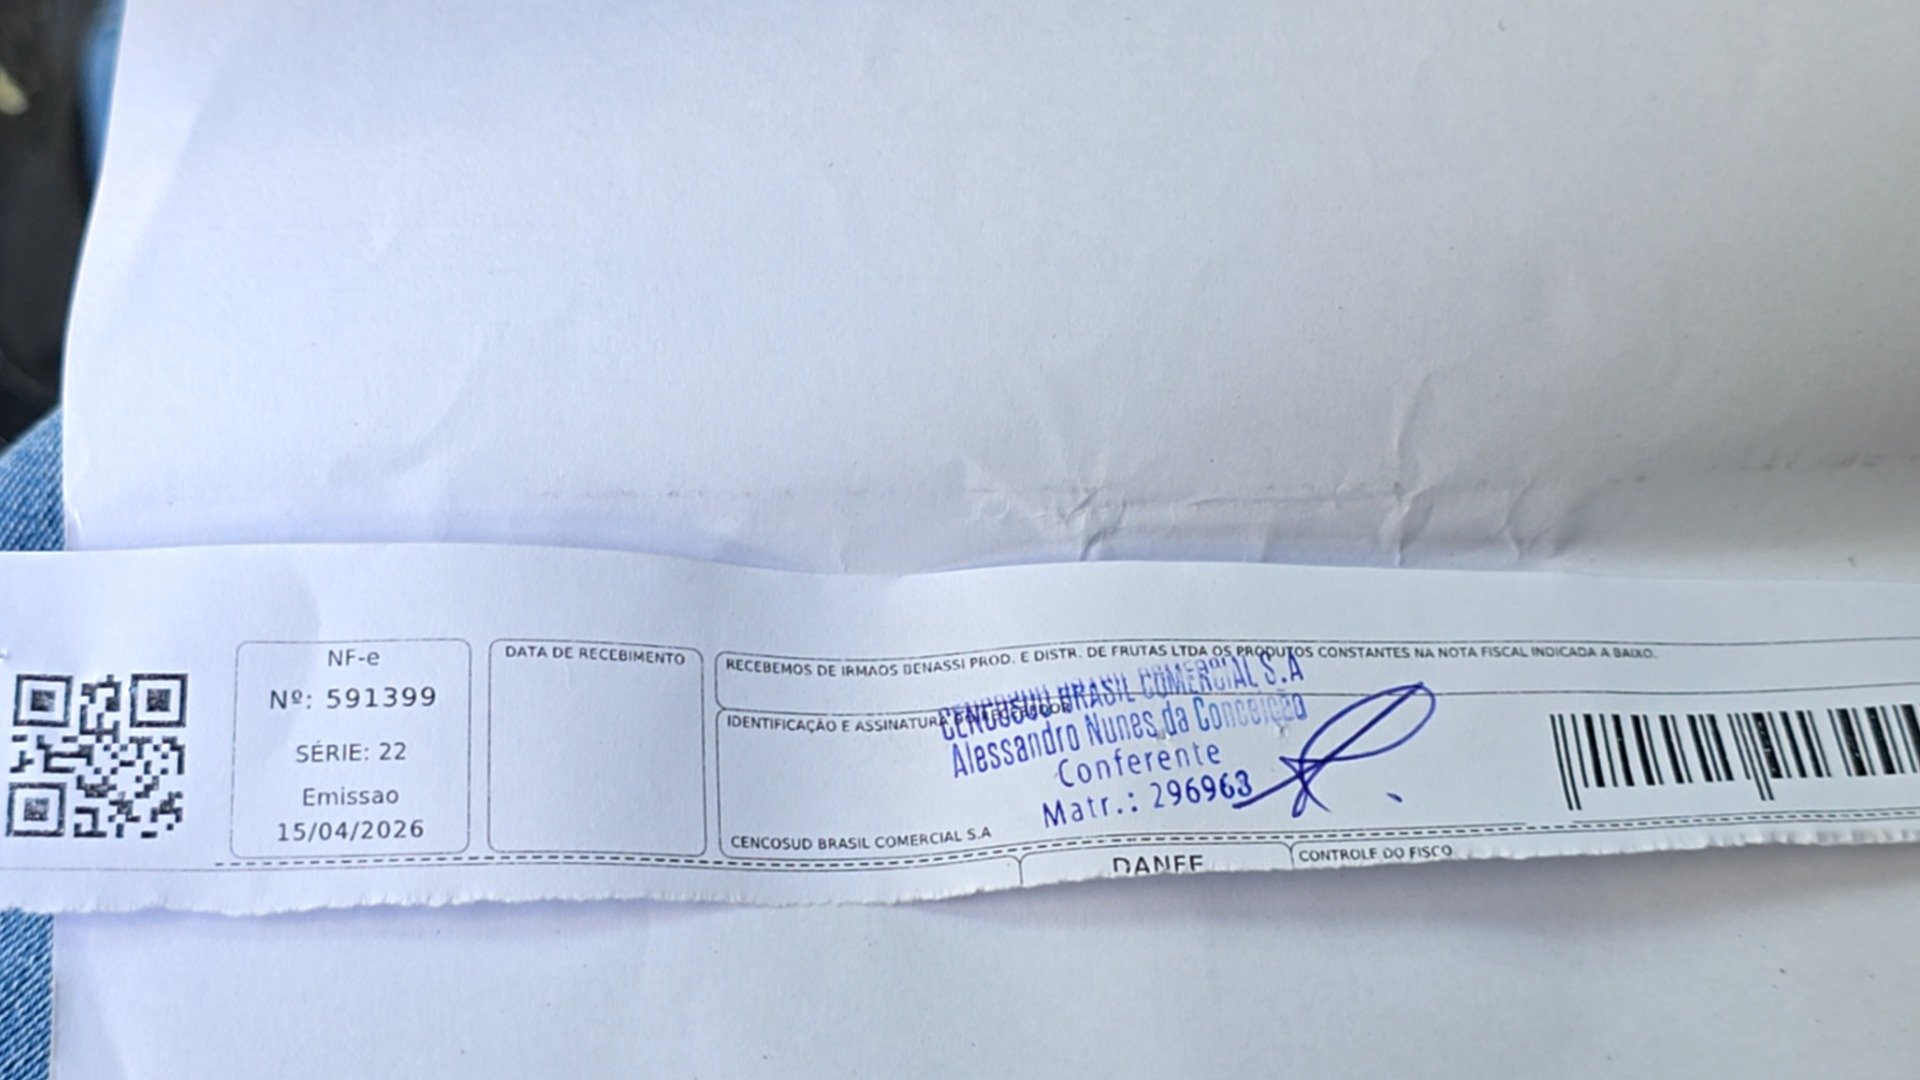 NF-e
Nº: 591399
SÉRIE: 22
Emissao
15/04/2026
DATA DE RECEBIMENTO
RECEBEMOS DE IRMAOS BENASSI PROD. E DISTR. DE FRUTAS LTDA OS PRODUTOS CONSTANTES NA NOTA FISCAL INDICADA A BAIXO.
IDENTIFICAÇÃO E ASSINATURA DO RECEBEDOR
CENCOSUD BRASIL COMERCIAL S.A
Alessandro Nunes da Conceição
Conferente
Matr.: 296963
CENCOSUD BRASIL COMERCIAL S.A
DANFE
CONTROLE DO FISCO